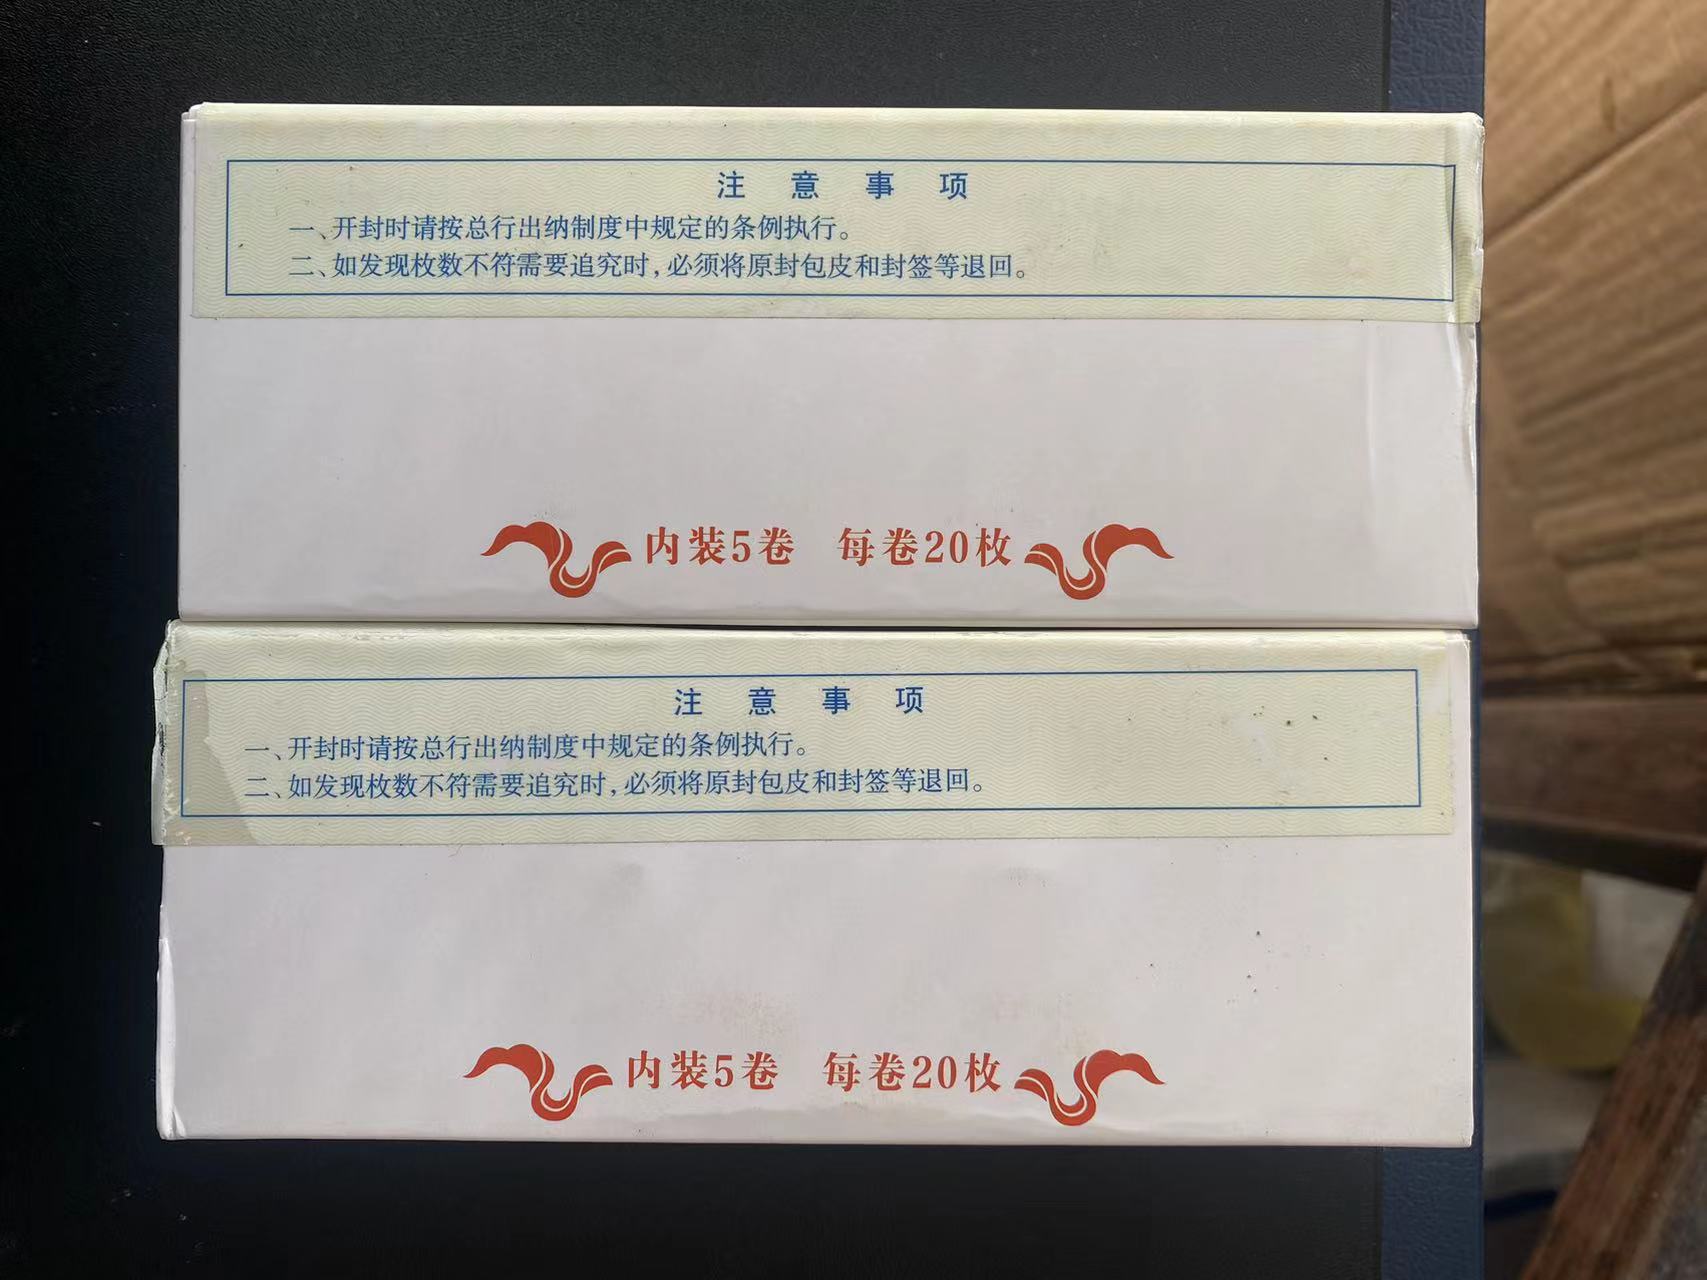 注意事项
一、开封时请按总行出纳制度中规定的条例执行。
二、如发现枚数不符需要追究时，必须将原封包皮和封签等退回。
内装5卷 每卷20枚
注意事项
一、开封时请按总行出纳制度中规定的条例执行。
二、如发现枚数不符需要追究时，必须将原封包皮和封签等退回。
内装5卷 每卷20枚